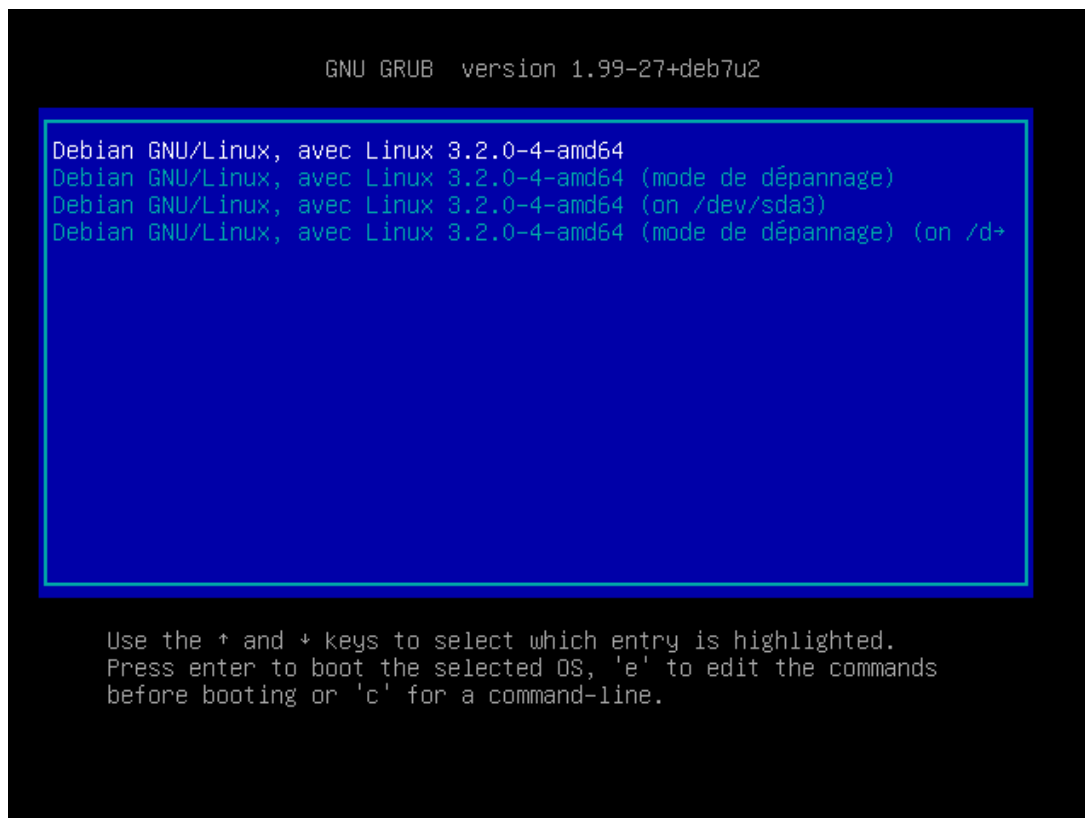 GNU GRUB  version 1.99-27+deb7u2
Debian GNU/Linux, avec Linux 3.2.0-4-amd64
Debian GNU/Linux, avec Linux 3.2.0-4-amd64 (mode de dépannage)
Debian GNU/Linux, avec Linux 3.2.0-4-amd64 (on /dev/sda3)
Debian GNU/Linux, avec Linux 3.2.0-4-amd64 (mode de dépannage) (on /d→
Use the ↑ and ↓ keys to select which entry is highlighted.
Press enter to boot the selected OS, 'e' to edit the commands
before booting or 'c' for a command-line.